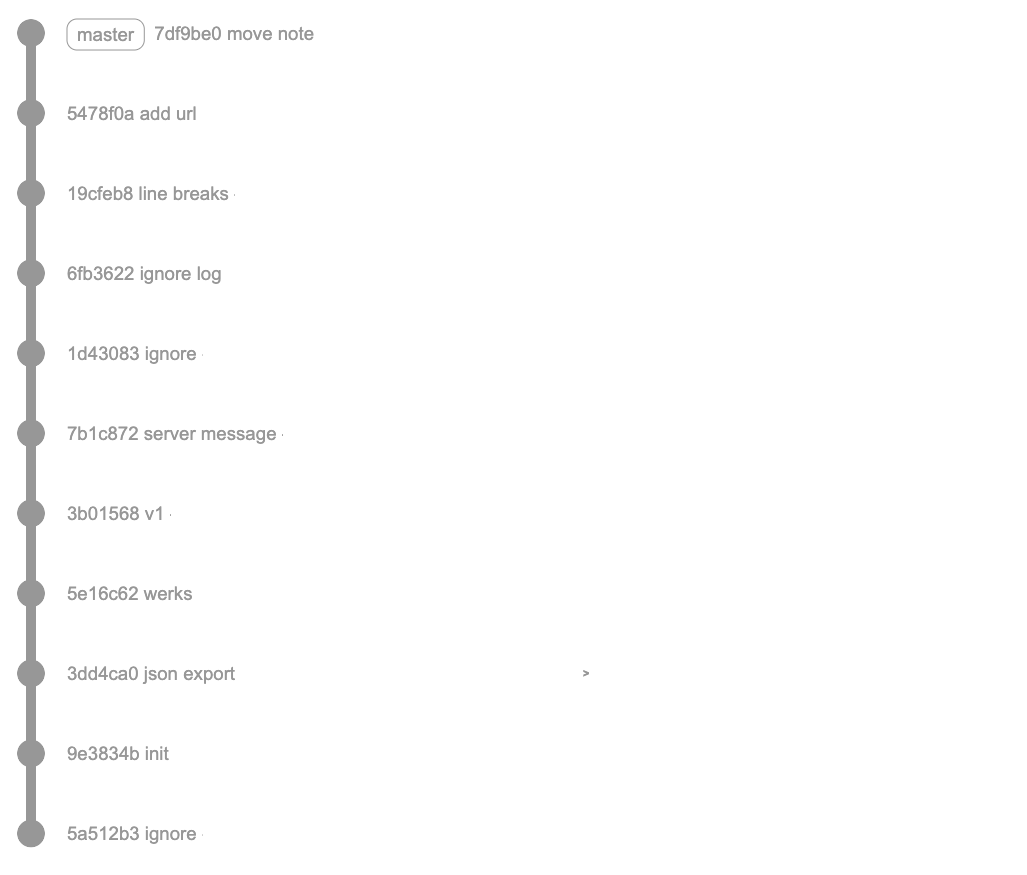 master 7df9be0 move note
5478f0a add url
19cfeb8 line breaks
6fb3622 ignore log
1d43083 ignore
7b1c872 server message
3b01568 v1
5e16c62 werks
3dd4ca0 json export >
9e3834b init
5a512b3 ignore